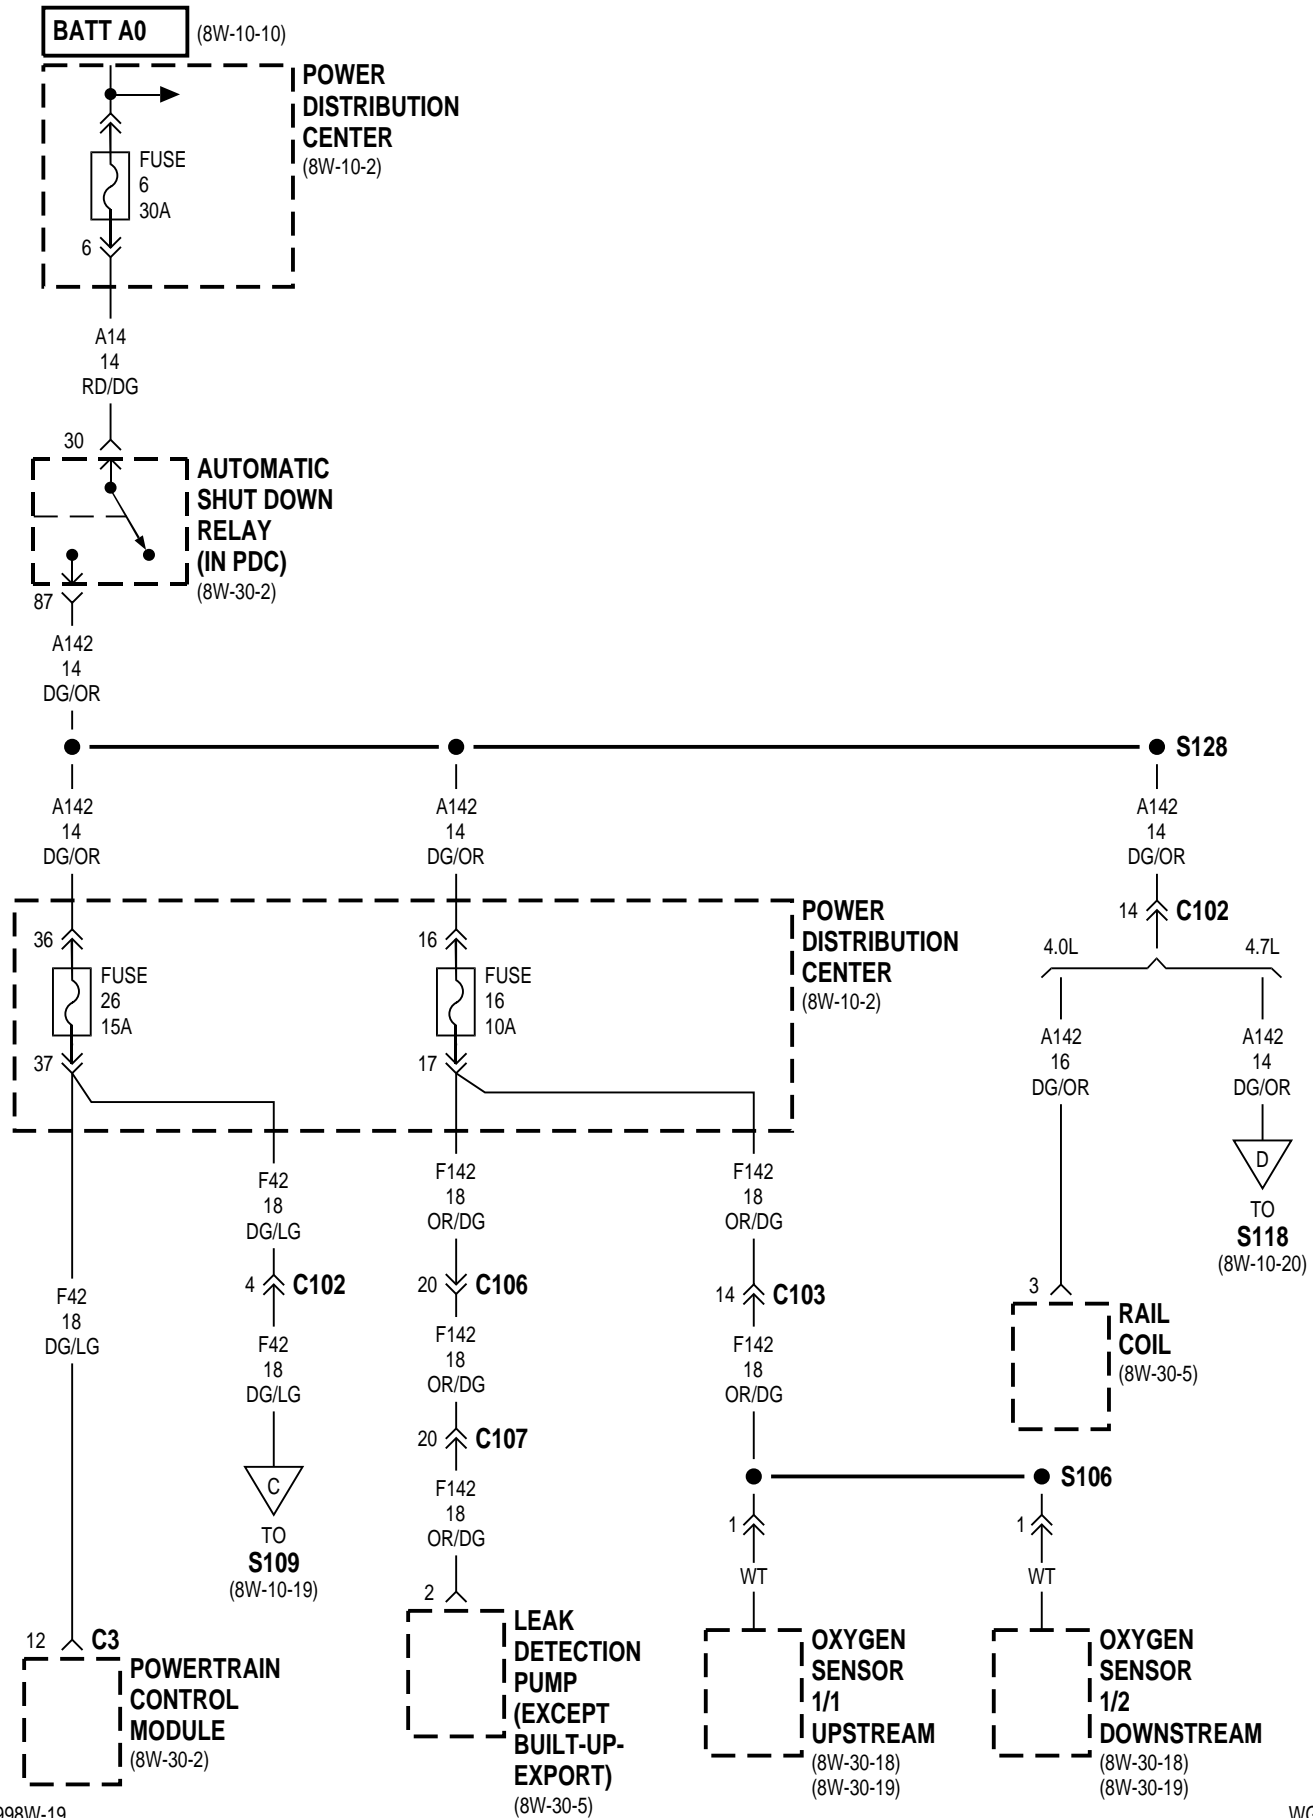 BATT A0 (8W-10-10)
POWER
DISTRIBUTION
CENTER
(8W-10-2)
FUSE
6
30A
6
A14
14
RD/DG
30
AUTOMATIC
SHUT DOWN
RELAY
(IN PDC)
(8W-30-2)
87
A142
14
DG/OR
S128
A142
14
DG/OR
A142
14
DG/OR
A142
14
DG/OR
POWER
DISTRIBUTION
CENTER
(8W-10-2)
36
FUSE
26
15A
37
16
FUSE
16
10A
17
14 C102
4.0L 4.7L
A142
16
DG/OR
A142
14
DG/OR
D
TO
S118
(8W-10-20)
F42
18
DG/LG
4 C102
F42
18
DG/LG
C
TO
S109
(8W-10-19)
F142
18
OR/DG
20 C106
F142
18
OR/DG
20 C107
F142
18
OR/DG
2
LEAK
DETECTION
PUMP
(EXCEPT
BUILT-UP-
EXPORT)
(8W-30-5)
F142
18
OR/DG
14 C103
F142
18
OR/DG
3
RAIL
COIL
(8W-30-5)
S106
1
WT
1
WT
OXYGEN
SENSOR
1/1
UPSTREAM
(8W-30-18)
(8W-30-19)
OXYGEN
SENSOR
1/2
DOWNSTREAM
(8W-30-18)
(8W-30-19)
F42
18
DG/LG
12 C3
POWERTRAIN
CONTROL
MODULE
(8W-30-2)